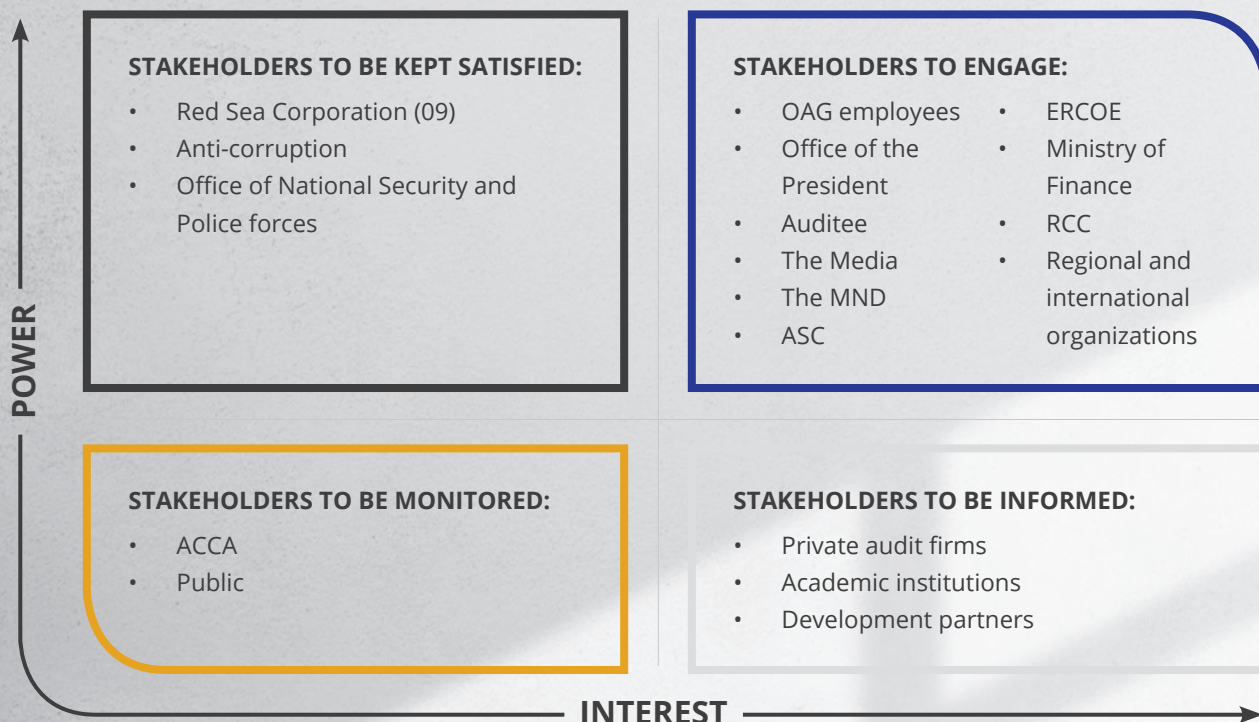 POWER
STAKEHOLDERS TO BE KEPT SATISFIED:
• Red Sea Corporation (09)
• Anti-corruption
• Office of National Security and
Police forces
STAKEHOLDERS TO ENGAGE:
• OAG employees
• Office of the
President
• Auditee
• The Media
• The MND
• ASC
• ERCOE
• Ministry of
Finance
• RCC
• Regional and
international
organizations
STAKEHOLDERS TO BE MONITORED:
• ACCA
• Public
STAKEHOLDERS TO BE INFORMED:
• Private audit firms
• Academic institutions
• Development partners
INTEREST